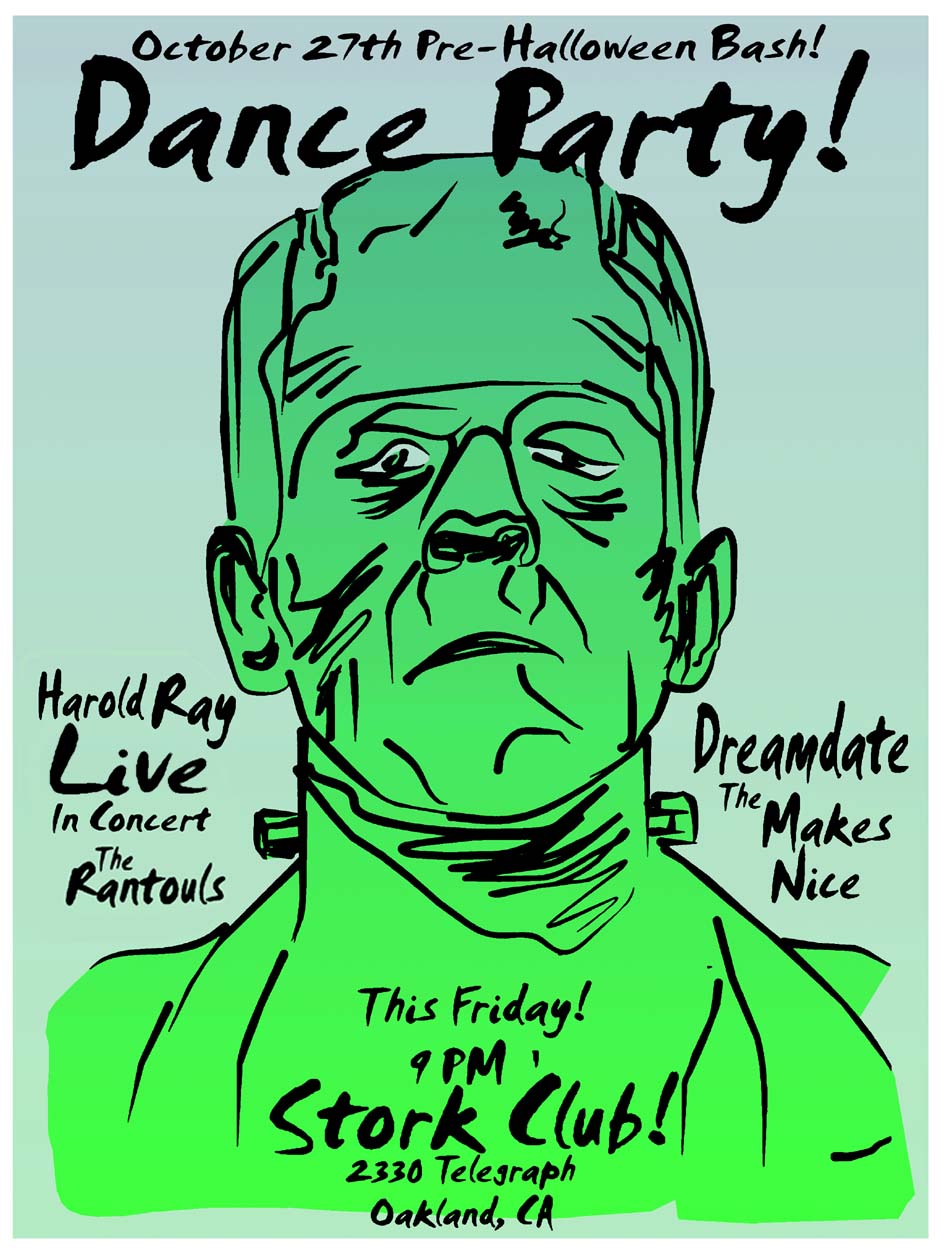 October 27th Pre-Halloween Bash!
Dance Party!
Harold Ray
Live
In Concert
The
Rantouls
Dreamdate
The
Makes
Nice
This Friday!
9 PM
Stork Club!
2330 Telegraph
Oakland, CA